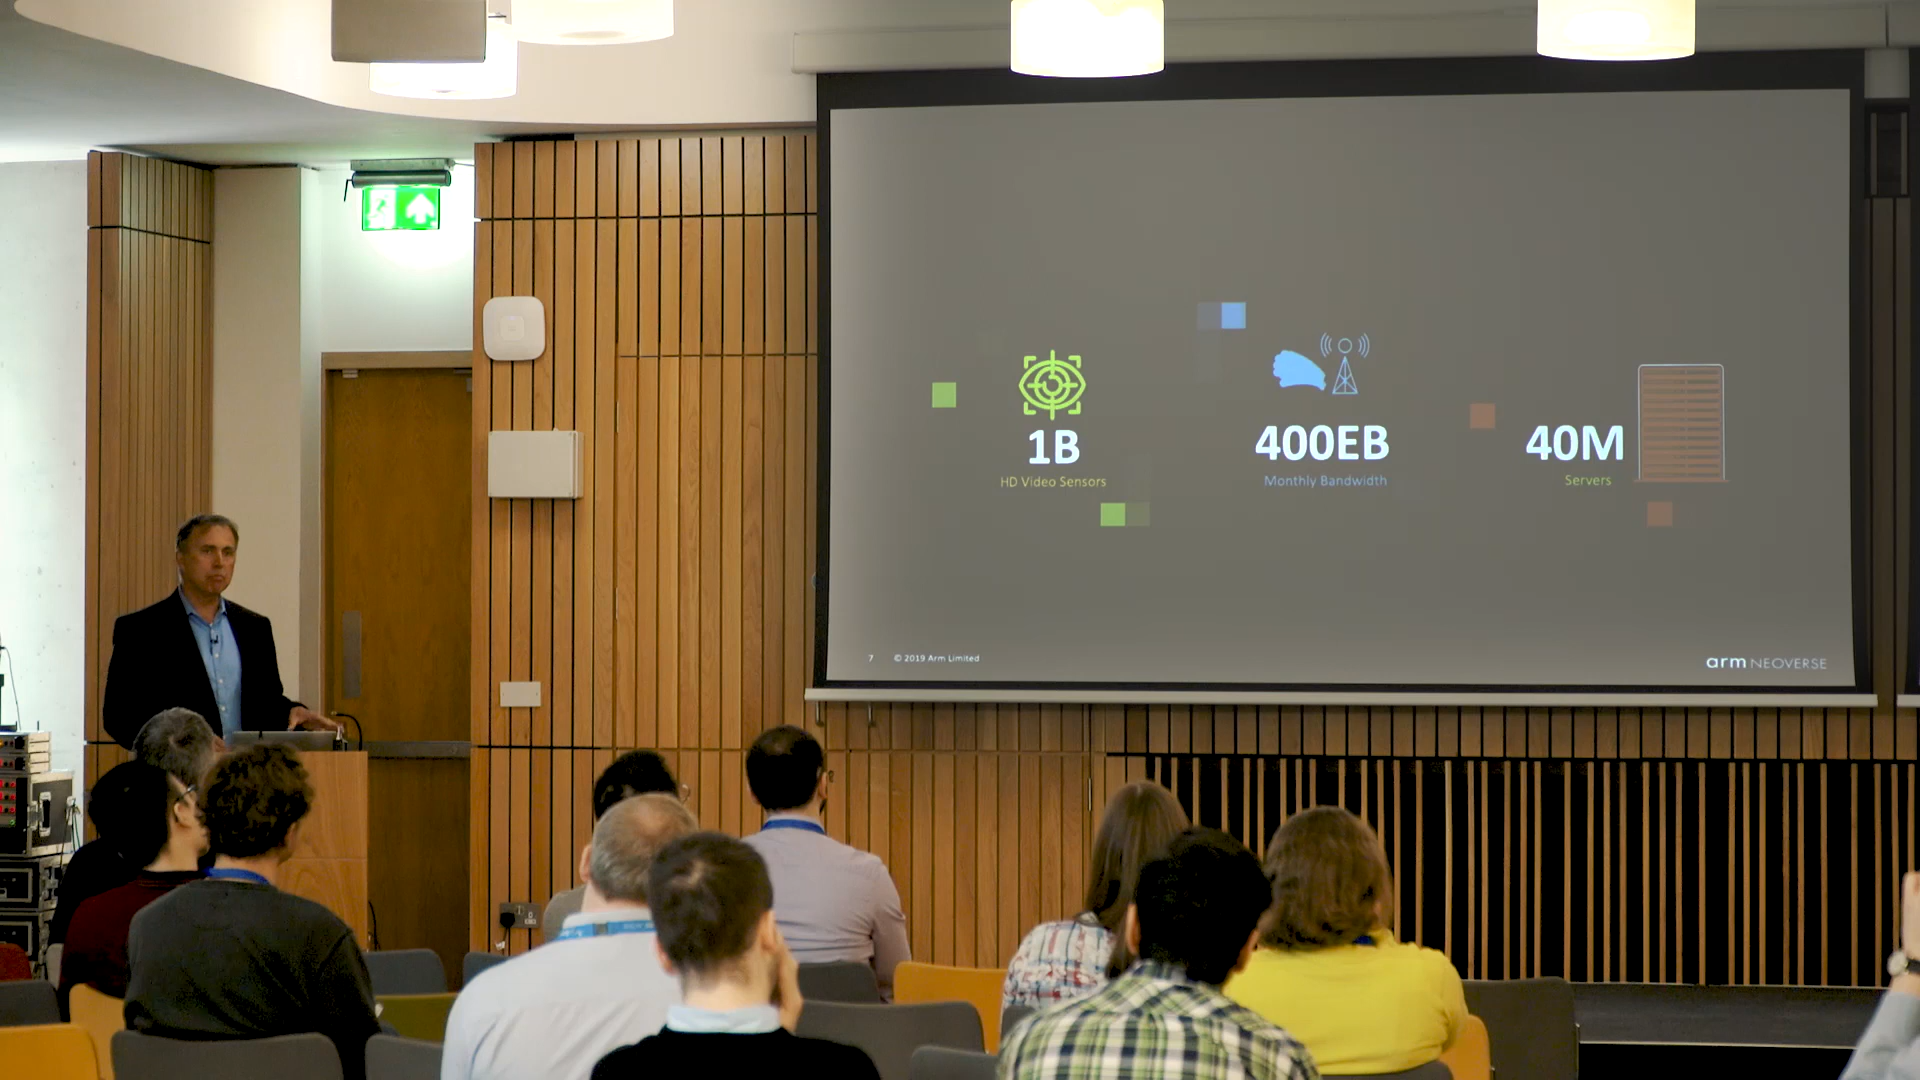 1B
HD Video Sensors
400EB
Monthly Bandwidth
40M
Servers
7 © 2019 Arm Limited
arm NEOVERSE